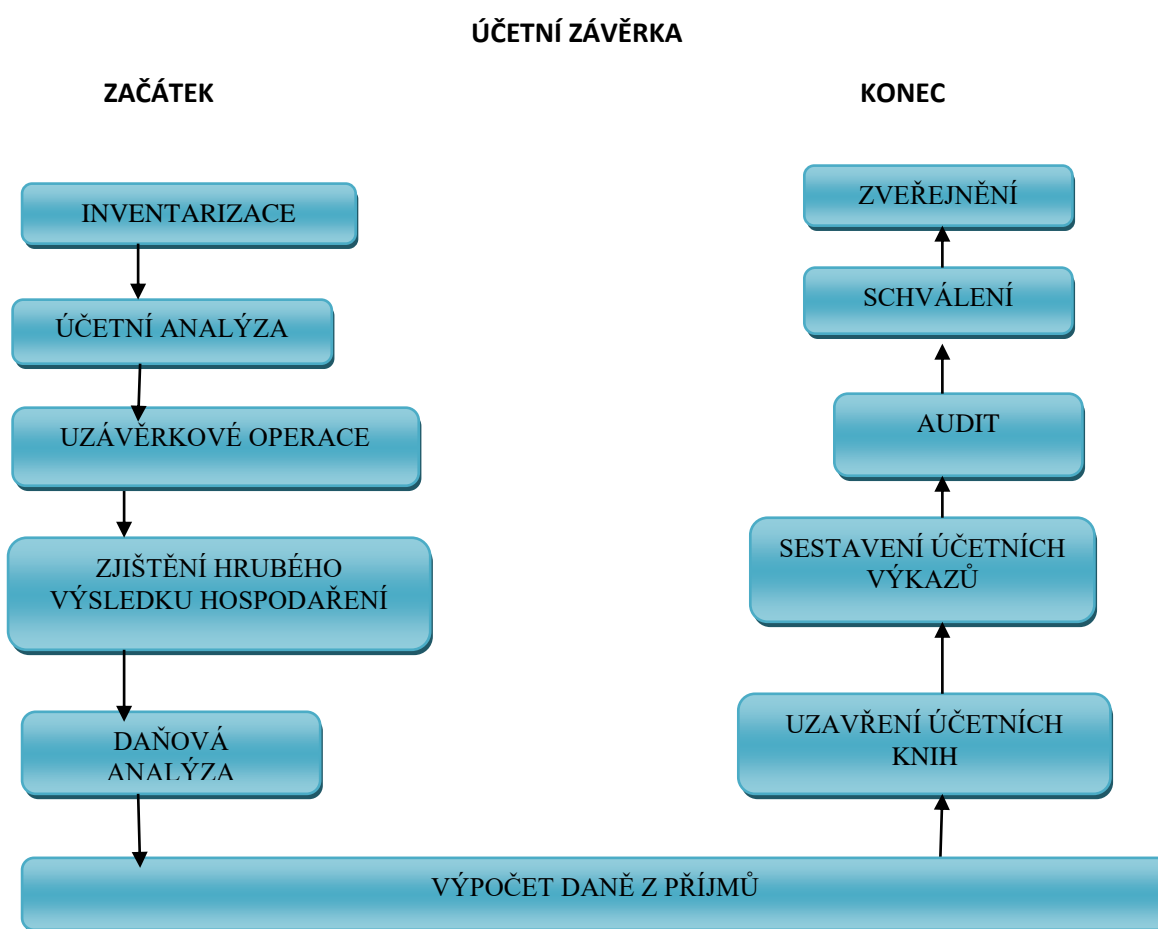 ÚČETNÍ ZÁVĚRKA
ZAČÁTEK
KONEC
INVENTARIZACE
ÚČETNÍ ANALÝZA
UZÁVĚRKOVÉ OPERACE
ZJIŠTĚNÍ HRUBÉHO
VÝSLEDKU HOSPODAŘENÍ
DAŇOVÁ
ANALÝZA
VÝPOČET DANĚ Z PŘÍJMŮ
UZAVŘENÍ ÚČETNÍCH
KNIH
SESTAVENÍ ÚČETNÍCH
VÝKAZŮ
AUDIT
SCHVÁLENÍ
ZVEŘEJNĚNÍ